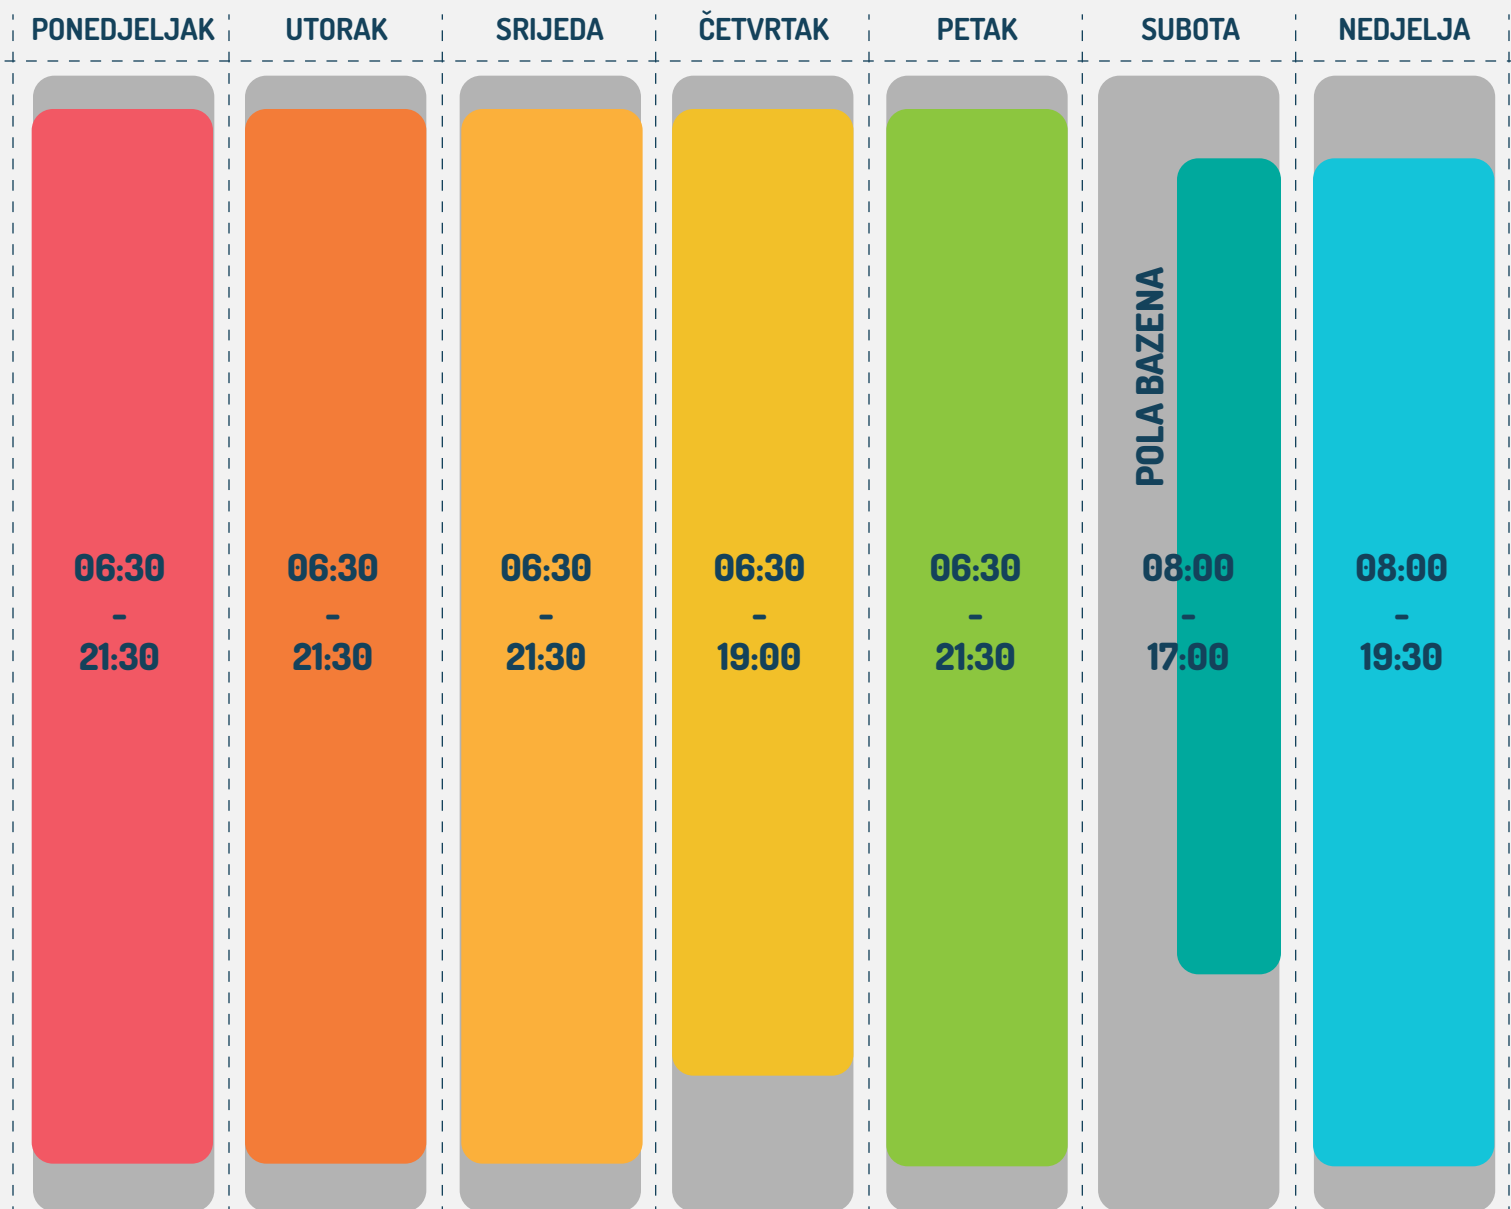 PONEDJELJAK
UTORAK
SRIJEDA
ČETVRTAK
PETAK
SUBOTA
NEDJELJA
06:30
-
21:30
06:30
-
21:30
06:30
-
21:30
06:30
-
19:00
06:30
-
21:30
POLA BAZENA
08:00
-
17:00
08:00
-
19:30